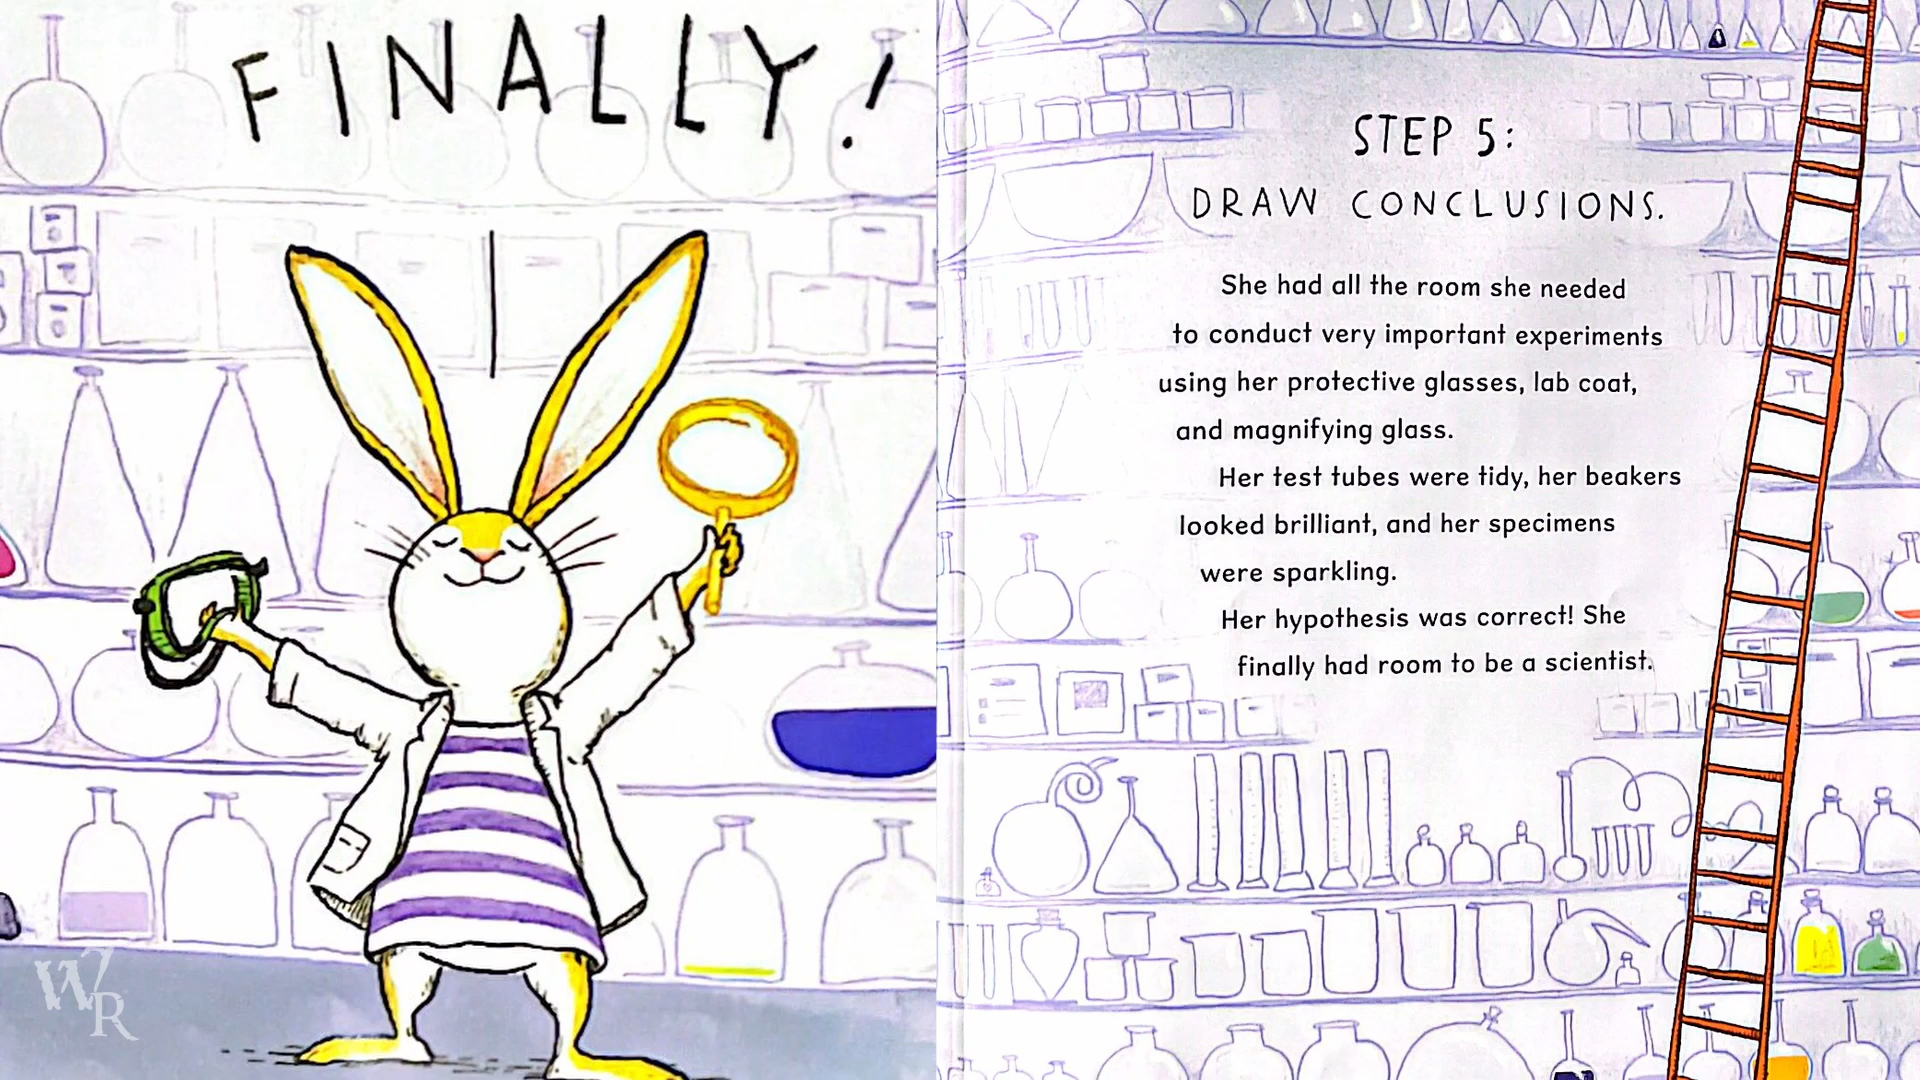 FINALLY!
STEP 5:
DRAW CONCLUSIONS.
She had all the room she needed
to conduct very important experiments
using her protective glasses, lab coat,
and magnifying glass.
Her test tubes were tidy, her beakers
looked brilliant, and her specimens
were sparkling.
Her hypothesis was correct! She
finally had room to be a scientist.
WR